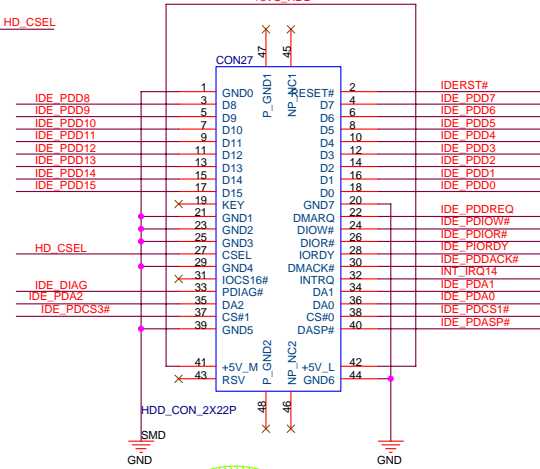 HD_CSEL
47
45
CON27
P_GND1
NP_NC1
1 GND0 RESET# 2 IDERST#
IDE_PDD8 3 D8 D7 4 IDE_PDD7
IDE_PDD9 5 D9 D6 6 IDE_PDD6
IDE_PDD10 7 D10 D5 8 IDE_PDD5
IDE_PDD11 9 D11 D4 10 IDE_PDD4
IDE_PDD12 11 D12 D3 12 IDE_PDD3
IDE_PDD13 13 D13 D2 14 IDE_PDD2
IDE_PDD14 15 D14 D1 16 IDE_PDD1
IDE_PDD15 17 D15 D0 18 IDE_PDD0
19 KEY GND7 20
21 GND1 DMARQ 22 IDE_PDDREQ
23 GND2 DIOW# 24 IDE_PDIOW#
25 GND3 DIOR# 26 IDE_PDIOR#
HD_CSEL 27 CSEL IORDY 28 IDE_PIORDY
29 GND4 DMACK# 30 IDE_PDDACK#
31 IOCS16# INTRQ 32 INT_IRQ14
IDE_DIAG 33 PDIAG# DA1 34 IDE_PDA1
IDE_PDA2 35 DA2 DA0 36 IDE_PDA0
IDE_PDCS3# 37 CS#1 CS#0 38 IDE_PDCS1#
39 GND5 DASP# 40 IDE_PDASP#
P_GND2
NP_NC2
41 +5V_M +5V_L 42
43 RSV GND6 44
48
46
HDD_CON_2X22P
SMD
GND
GND